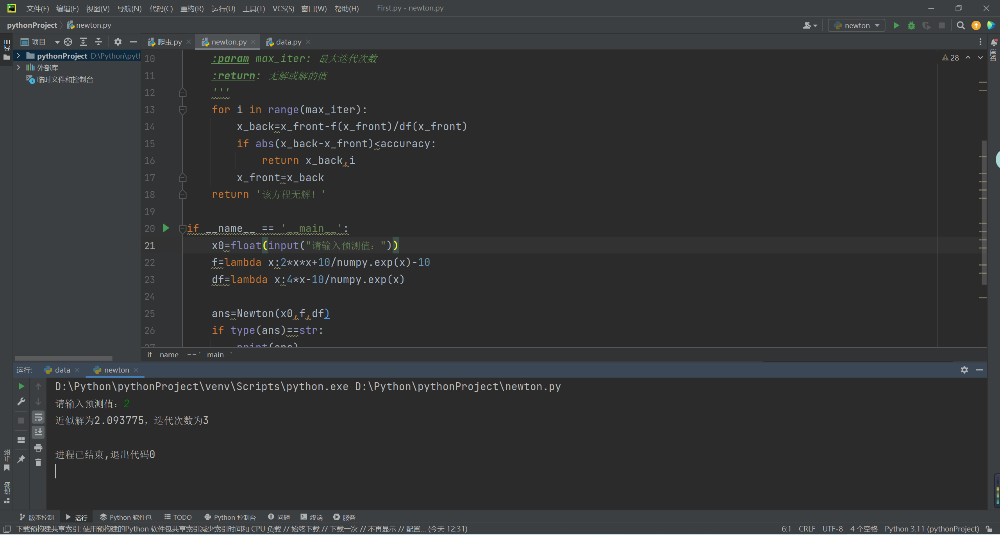 文件(F) 编辑(E) 视图(V) 导航(N) 代码(C) 重构(R) 运行(U) 工具(T) VCS(S) 窗口(W) 帮助(H) First.py - newton.py
pythonProject newton.py newton
项目 爬虫.py newton.py data.py
项目
通知
pythonProject D:\Python\pyth
外部库
临时文件和控制台
28
10 :param max_iter: 最大迭代次数
11 :return: 无解或解的值
12 '''
13 for i in range(max_iter):
14 x_back=x_front-f(x_front)/df(x_front)
15 if abs(x_back-x_front)<accuracy:
16 return x_back,i
17 x_front=x_back
18 return '该方程无解！'
19
20 if __name__ == '__main__':
21 x0=float(input("请输入预测值："))
22 f=lambda x:2*x*x+10/numpy.exp(x)-10
23 df=lambda x:4*x-10/numpy.exp(x)
24
25 ans=Newton(x0,f,df)
26 if type(ans)==str:
27 print(ans)
if __name__ == '__main__'
运行: data newton
D:\Python\pythonProject\venv\Scripts\python.exe D:\Python\pythonProject\newton.py
请输入预测值：2
近似解为2.093775，迭代次数为3
进程已结束,退出代码0
书签
结构
版本控制 运行 Python 软件包 TODO Python 控制台 问题 终端 服务
下载预构建共享索引: 使用预构建的Python 软件包共享索引减少索引时间和 CPU 负载 // 始终下载 // 下载一次 // 不再显示 // 配置... (今天 12:31) 6:1 CRLF UTF-8 4 个空格 Python 3.11 (pythonProject)